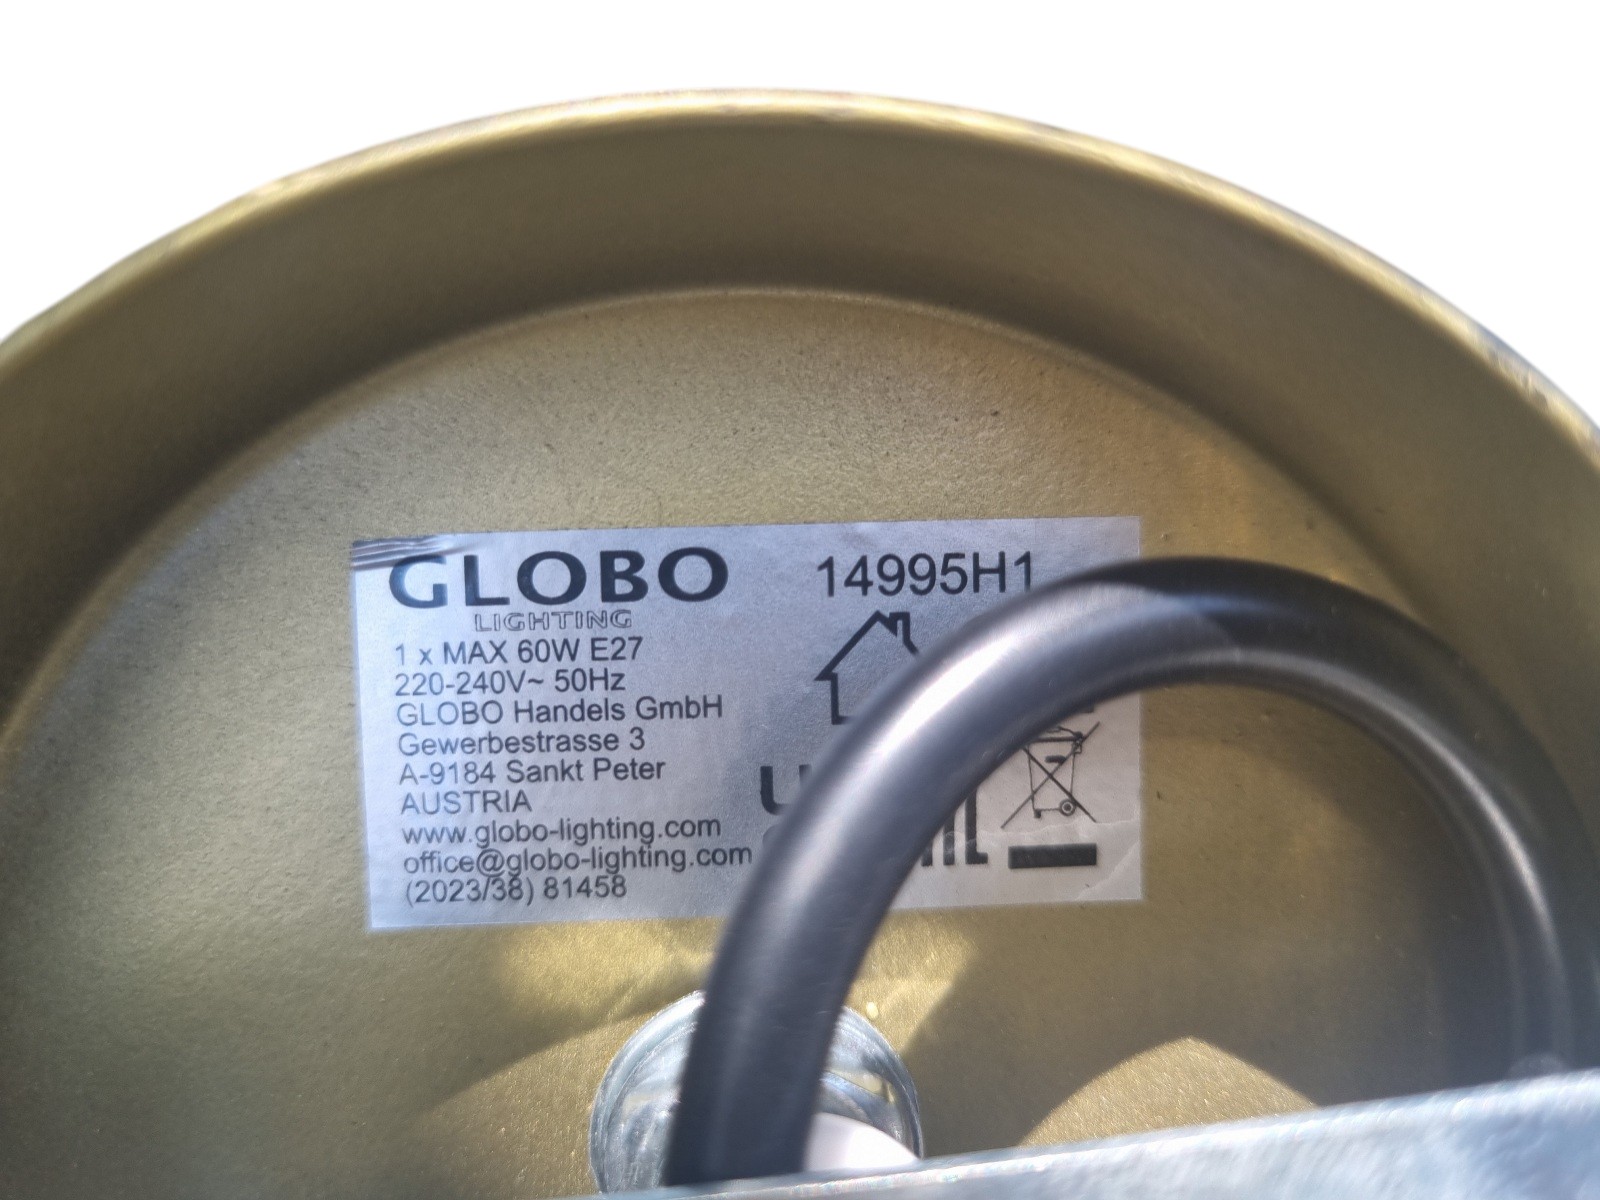 GLOBO
LIGHTING
14995H1
1 x MAX 60W E27
220-240V~ 50Hz
GLOBO Handels GmbH
Gewerbestrasse 3
A-9184 Sankt Peter
AUSTRIA
www.globo-lighting.com
office@globo-lighting.com
(2023/38) 81458